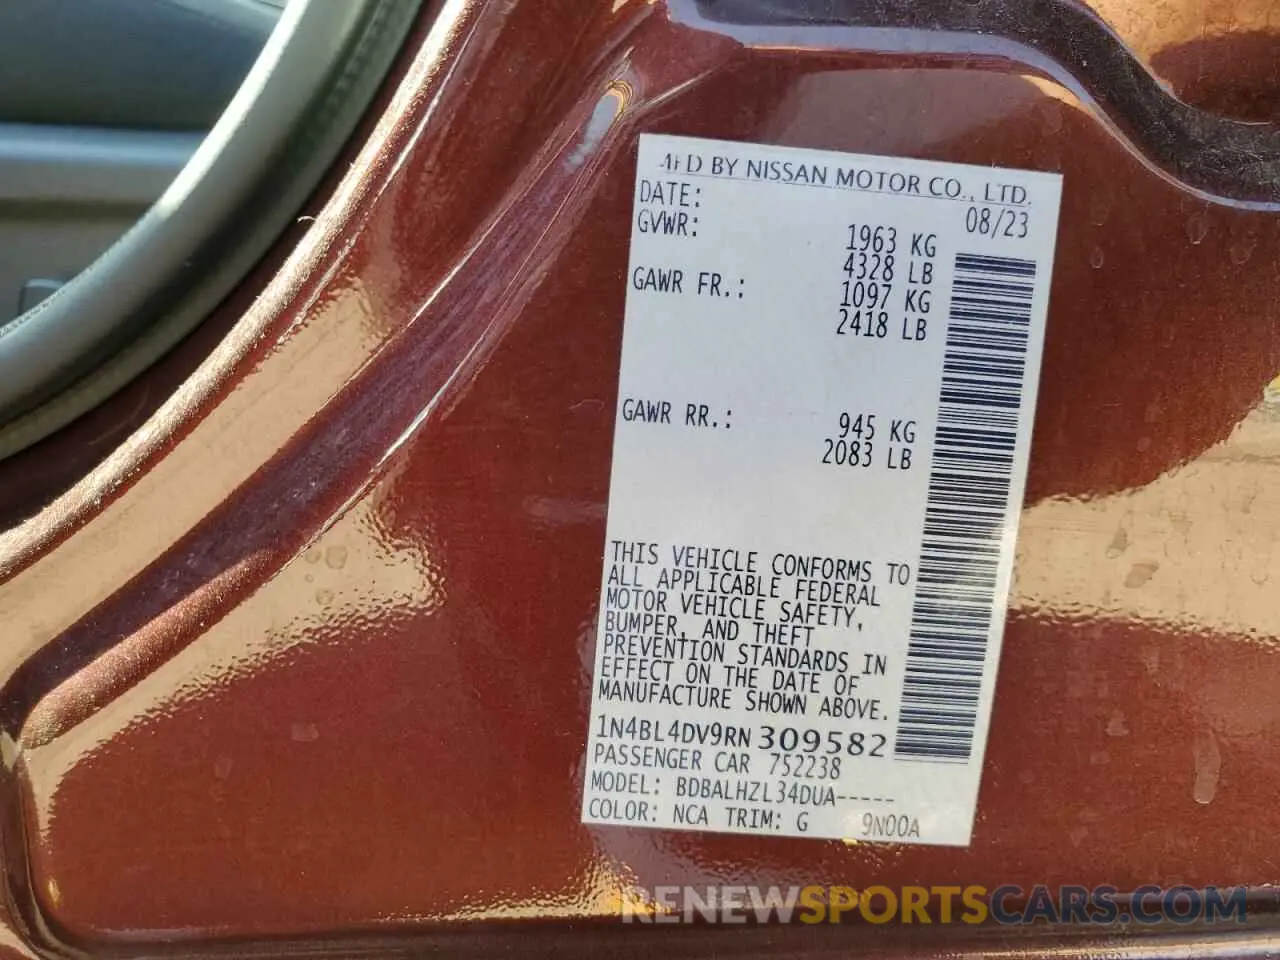 MFD BY NISSAN MOTOR CO., LTD.
DATE: 08/23
GVWR: 1963 KG
4328 LB
GAWR FR.: 1097 KG
2418 LB
GAWR RR.: 945 KG
2083 LB
THIS VEHICLE CONFORMS TO
ALL APPLICABLE FEDERAL
MOTOR VEHICLE SAFETY,
BUMPER, AND THEFT
PREVENTION STANDARDS IN
EFFECT ON THE DATE OF
MANUFACTURE SHOWN ABOVE.
1N4BL4DV9RN309582
PASSENGER CAR 752238
MODEL: BDBALHZL34DUA-----
COLOR: NCA TRIM: G 9N00A
RENEWSPORTSCARS.COM